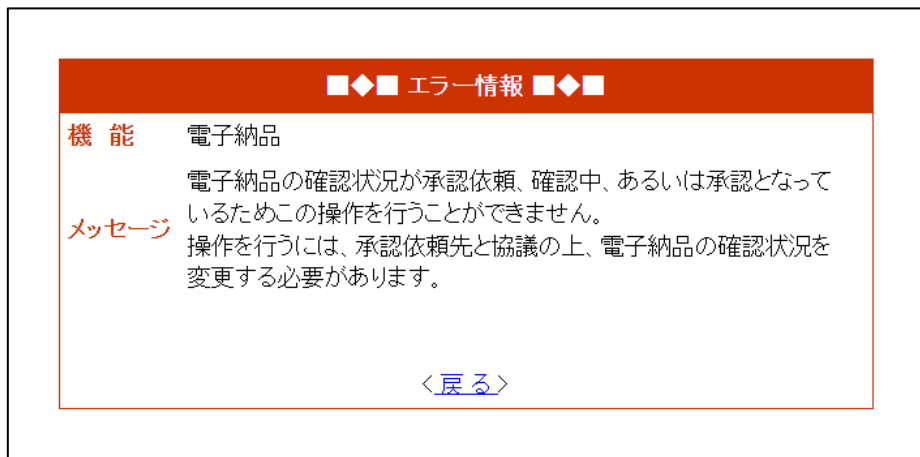 ■◆■ エラー情報 ■◆■
機 能 電子納品
メッセージ 電子納品の確認状況が承認依頼、確認中、あるいは承認となって
いるためこの操作を行うことができません。
操作を行うには、承認依頼先と協議の上、電子納品の確認状況を
変更する必要があります。
<戻 る>